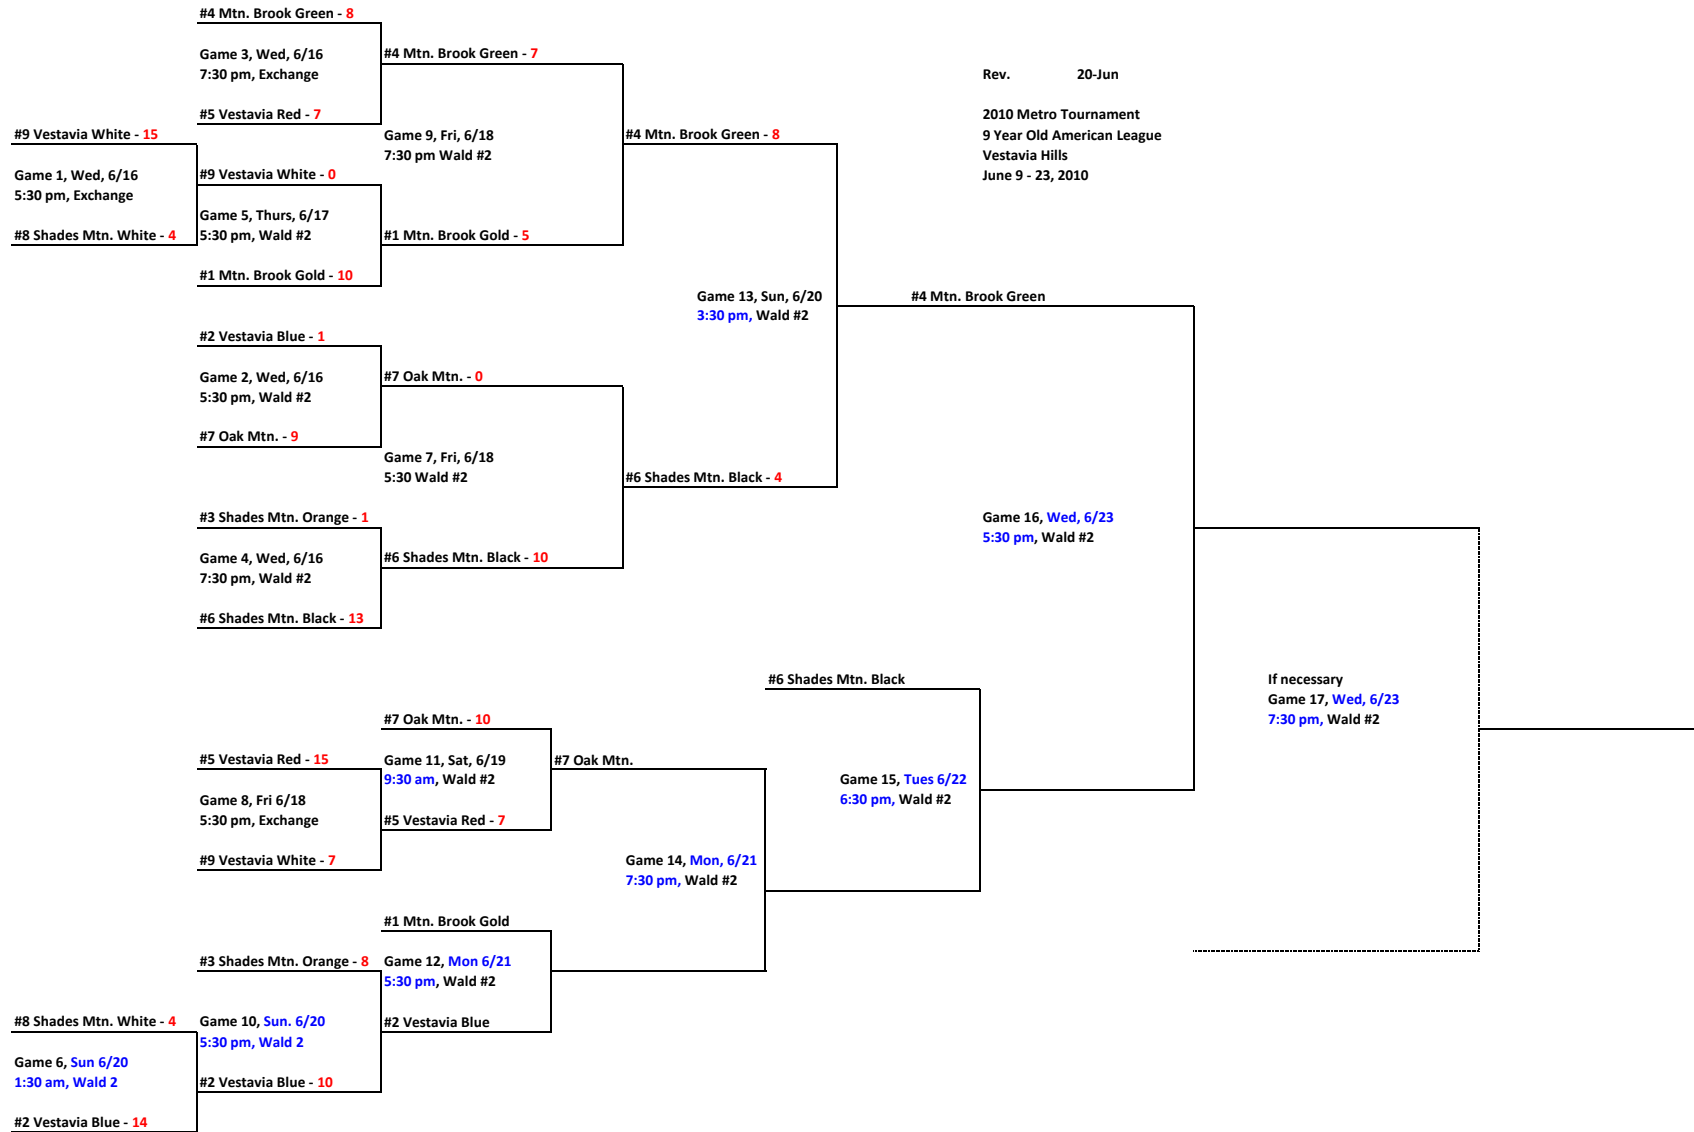 #4 Mtn. Brook Green - 8
Game 3, Wed, 6/16
7:30 pm, Exchange
#5 Vestavia Red - 7
#4 Mtn. Brook Green - 7
Rev. 20-Jun
2010 Metro Tournament
9 Year Old American League
Vestavia Hills
June 9 - 23, 2010
#9 Vestavia White - 15
Game 1, Wed, 6/16
5:30 pm, Exchange
#8 Shades Mtn. White - 4
Game 9, Fri, 6/18
7:30 pm Wald #2
#4 Mtn. Brook Green - 8
#9 Vestavia White - 0
Game 5, Thurs, 6/17
5:30 pm, Wald #2
#1 Mtn. Brook Gold - 10
#1 Mtn. Brook Gold - 5
Game 13, Sun, 6/20
3:30 pm, Wald #2
#4 Mtn. Brook Green
#2 Vestavia Blue - 1
Game 2, Wed, 6/16
5:30 pm, Wald #2
#7 Oak Mtn. - 9
#7 Oak Mtn. - 0
Game 7, Fri, 6/18
5:30 Wald #2
#6 Shades Mtn. Black - 4
#3 Shades Mtn. Orange - 1
Game 4, Wed, 6/16
7:30 pm, Wald #2
#6 Shades Mtn. Black - 13
#6 Shades Mtn. Black - 10
Game 16, Wed, 6/23
5:30 pm, Wald #2
#6 Shades Mtn. Black
If necessary
Game 17, Wed, 6/23
7:30 pm, Wald #2
#7 Oak Mtn. - 10
#5 Vestavia Red - 15
Game 8, Fri 6/18
5:30 pm, Exchange
#9 Vestavia White - 7
Game 11, Sat, 6/19
9:30 am, Wald #2
#5 Vestavia Red - 7
#7 Oak Mtn.
Game 15, Tues 6/22
6:30 pm, Wald #2
Game 14, Mon, 6/21
7:30 pm, Wald #2
#1 Mtn. Brook Gold
#3 Shades Mtn. Orange - 8
Game 12, Mon 6/21
5:30 pm, Wald #2
#2 Vestavia Blue
#8 Shades Mtn. White - 4
Game 10, Sun. 6/20
5:30 pm, Wald 2
#2 Vestavia Blue - 10
Game 6, Sun 6/20
1:30 am, Wald 2
#2 Vestavia Blue - 14